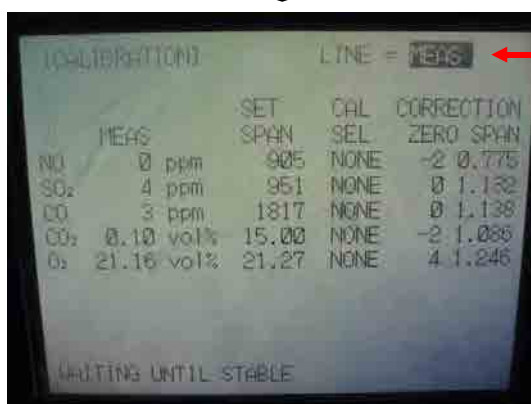 [CALIBRATION] LINE = MEAS
SET CAL CORRECTION
MEAS SPAN SEL ZERO SPAN
NO 0 ppm 905 NONE -2 0.775
SO₂ 4 ppm 951 NONE 0 1.132
CO 3 ppm 1817 NONE 0 1.138
CO₂ 0.10 vol% 15.00 NONE -2 1.086
O₂ 21.16 vol% 21.27 NONE 4 1.246
WAITING UNTIL STABLE